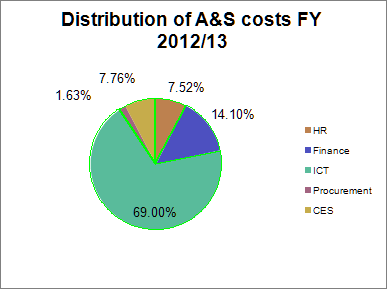 Distribution of A&S costs FY
2012/13
7.76%
7.52%
1.63%
14.10%
69.00%
HR
Finance
ICT
Procurement
CES